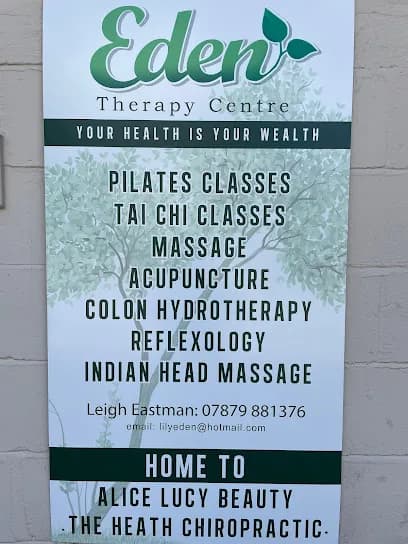 Eden
Therapy Centre
YOUR HEALTH IS YOUR WEALTH
PILATES CLASSES
TAI CHI CLASSES
MASSAGE
ACUPUNCTURE
COLON HYDROTHERAPY
REFLEXOLOGY
INDIAN HEAD MASSAGE
Leigh Eastman: 07879 881376
email: lilyeden@hotmail.com
HOME TO
ALICE LUCY BEAUTY
·THE HEATH CHIROPRACTIC·